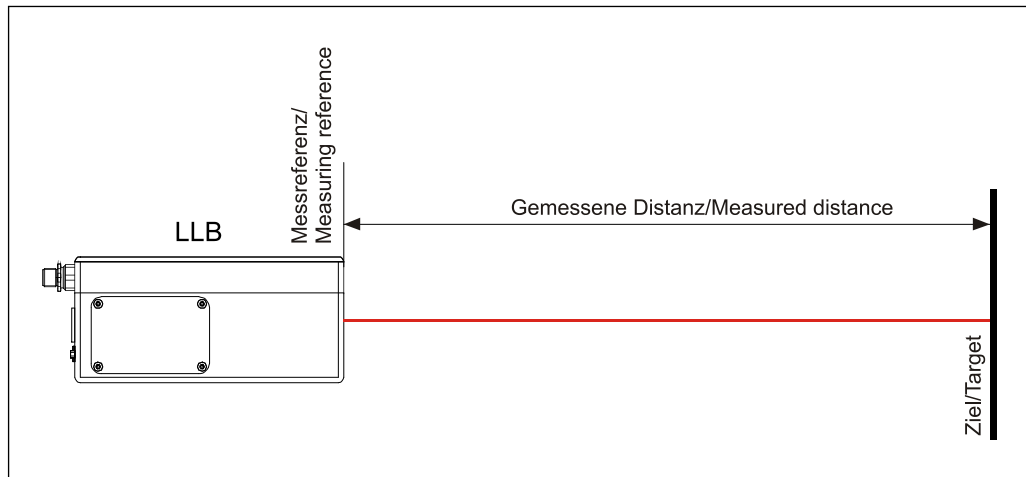 Messreferenz/
Measuring reference
Gemessene Distanz/Measured distance
LLB
Ziel/Target